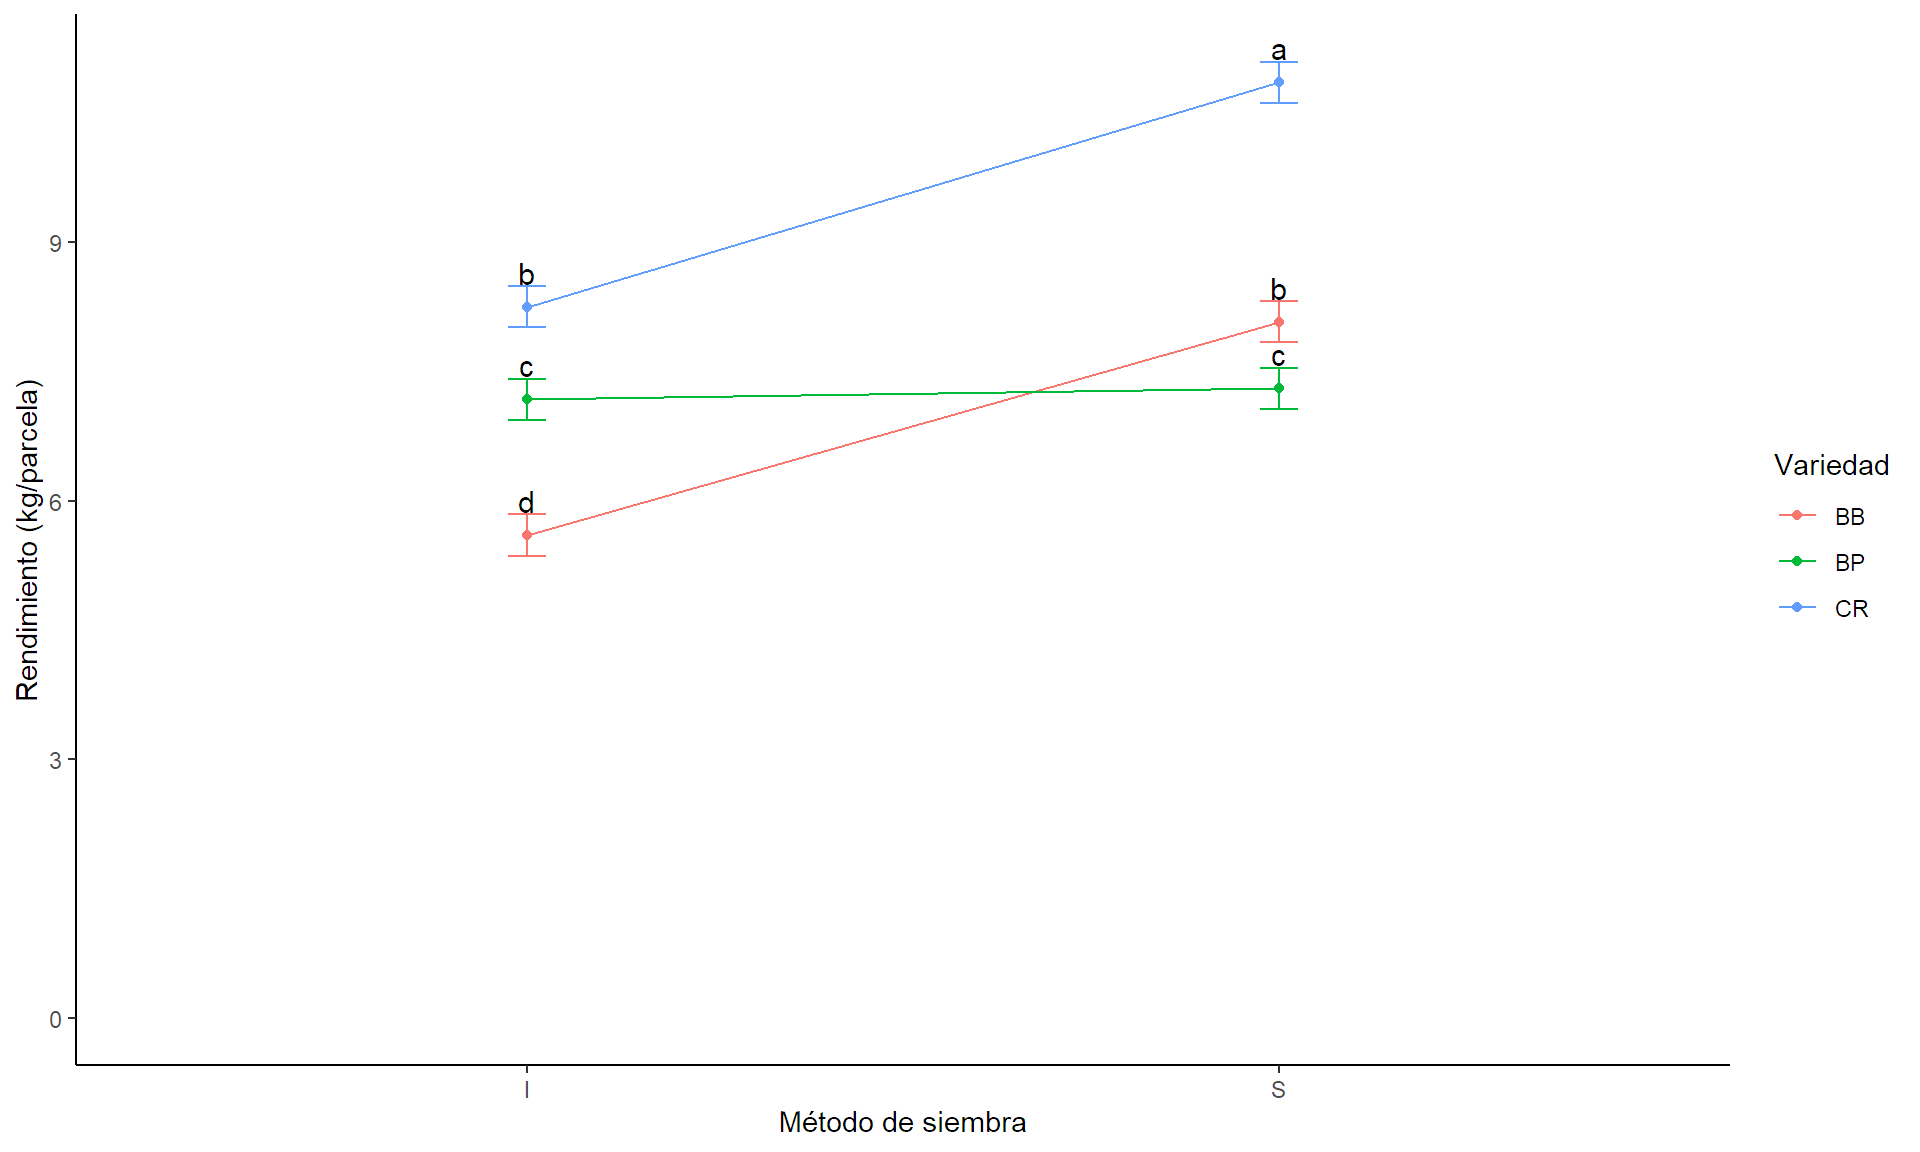 a
9
b
b
c
c
Rendimiento (kg/parcela)
6
d
3
0
I
S
Método de siembra
Variedad
BB
BP
CR